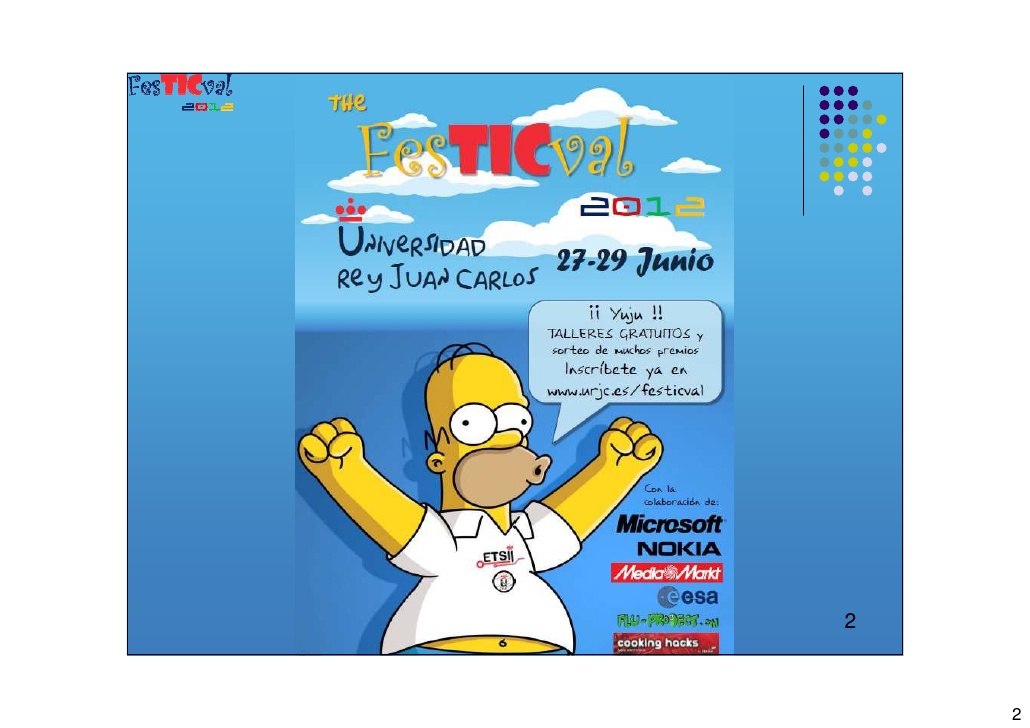 FesTICval
2012
THe
FesTICval
2012
UNIVERSIDAD
Rey JUAN CARLOS
27-29 Junio
¡¡ Yuju !!
TALLERES GRATUITOS y
sorteo de muchos premios
Inscríbete ya en
www.urjc.es/festicval
Con la
colaboración de:
Microsoft
NOKIA
Media Markt
esa
ETSii
FLU-PROJECT.
cooking hacks
2
2